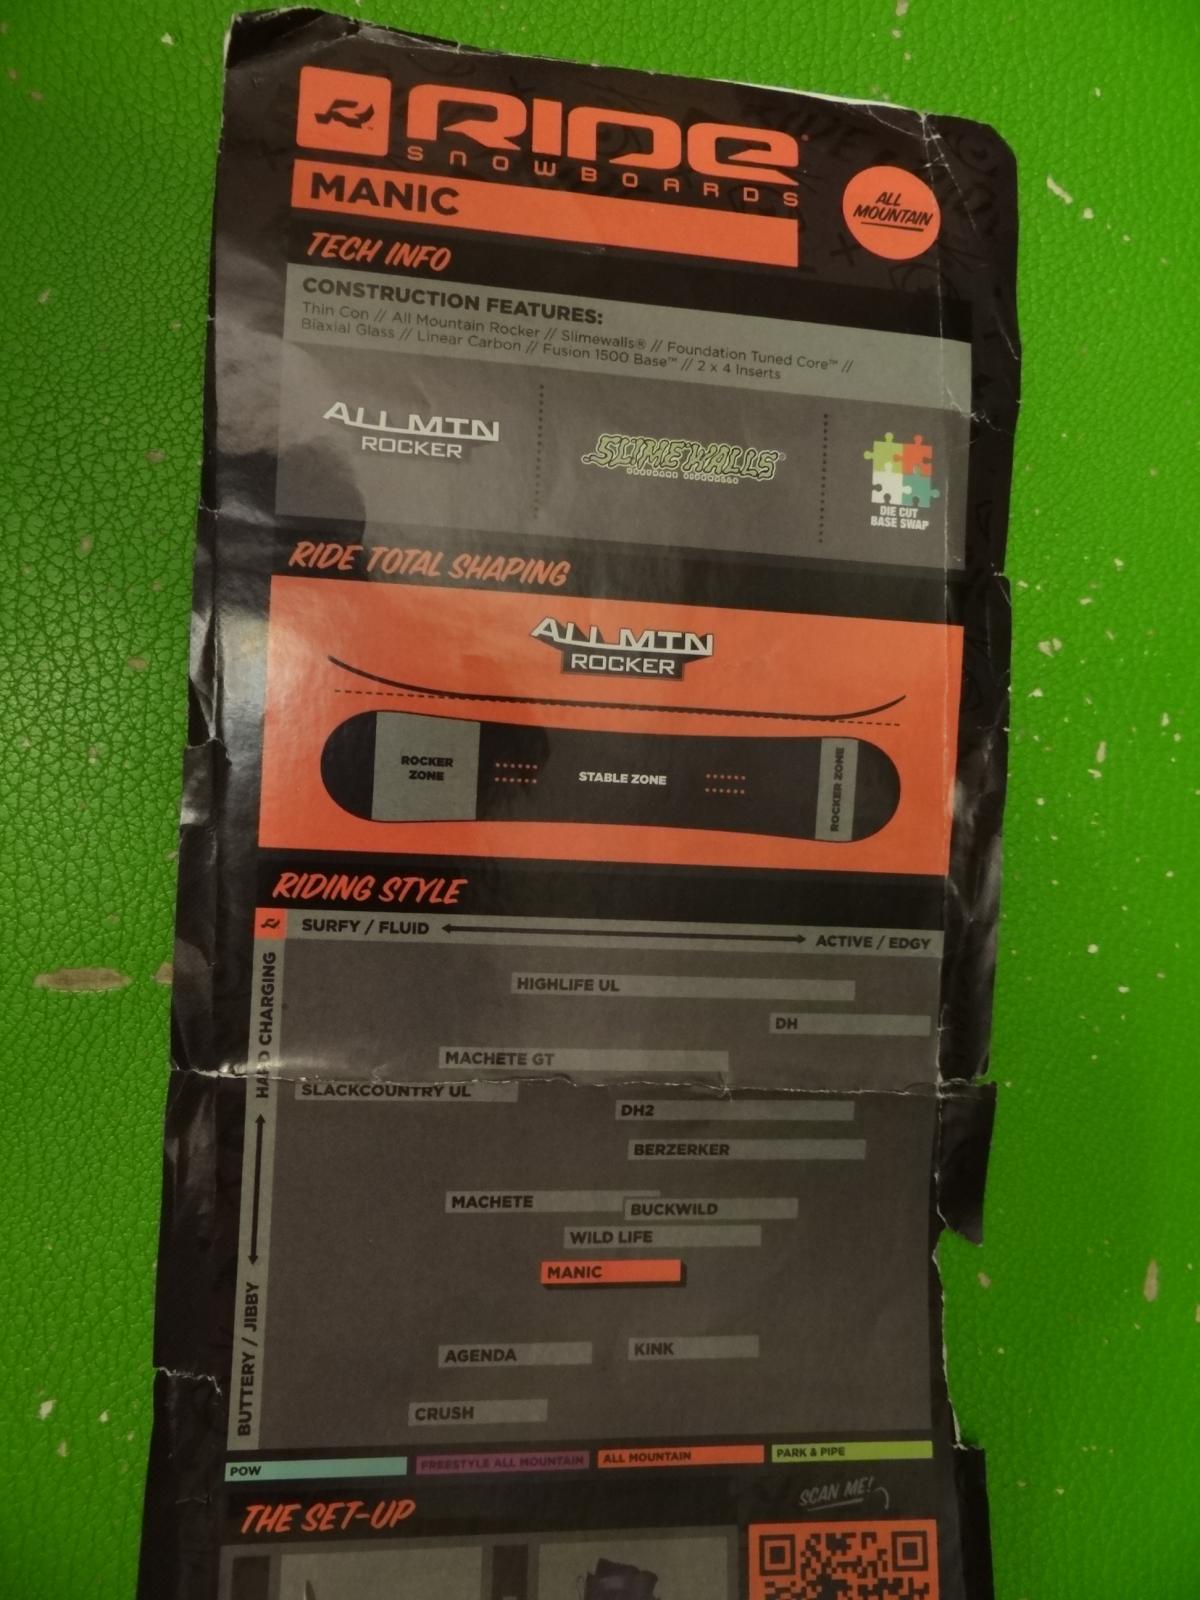 RIDE
SNOWBOARDS
MANIC
ALL
MOUNTAIN
TECH INFO
CONSTRUCTION FEATURES:
Thin Con // All Mountain Rocker // Slimewalls® // Foundation Tuned Core™ //
Biaxial Glass // Linear Carbon // Fusion 1500 Base™ // 2 x 4 Inserts
ALL MTN
ROCKER
SLIMEWALLS
DIE CUT
BASE SWAP
RIDE TOTAL SHAPING
ALL MTN
ROCKER
ROCKER
ZONE
STABLE ZONE
ROCKER ZONE
RIDING STYLE
SURFY / FLUID
ACTIVE / EDGY
HARD CHARGING
BUTTERY / JIBBY
HIGHLIFE UL
DH
MACHETE GT
SLACKCOUNTRY UL
DH2
BERZERKER
MACHETE
BUCKWILD
WILD LIFE
MANIC
AGENDA
KINK
CRUSH
POW
FREESTYLE ALL MOUNTAIN
ALL MOUNTAIN
PARK & PIPE
THE SET-UP
SCAN ME!